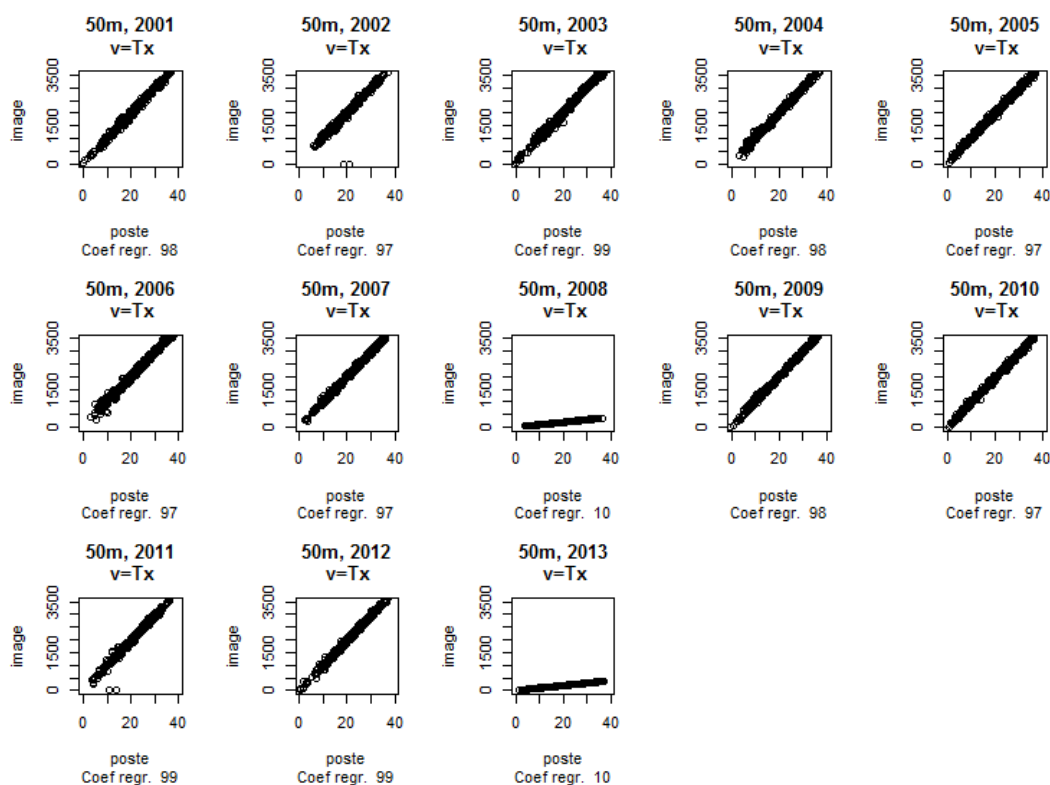 50m, 2001
v=Tx
image
0 1500 3500
0 20 40
poste
Coef regr. 98
50m, 2002
v=Tx
image
0 1500 3500
0 20 40
poste
Coef regr. 97
50m, 2003
v=Tx
image
0 1500 3500
0 20 40
poste
Coef regr. 99
50m, 2004
v=Tx
image
0 1500 3500
0 20 40
poste
Coef regr. 98
50m, 2005
v=Tx
image
0 1500 3500
0 20 40
poste
Coef regr. 97
50m, 2006
v=Tx
image
0 1500 3500
0 20 40
poste
Coef regr. 97
50m, 2007
v=Tx
image
0 1500 3500
0 20 40
poste
Coef regr. 97
50m, 2008
v=Tx
image
0 1500 3500
0 20 40
poste
Coef regr. 10
50m, 2009
v=Tx
image
0 1500 3500
0 20 40
poste
Coef regr. 98
50m, 2010
v=Tx
image
0 1500 3500
0 20 40
poste
Coef regr. 97
50m, 2011
v=Tx
image
0 1500 3500
0 20 40
poste
Coef regr. 99
50m, 2012
v=Tx
image
0 1500 3500
0 20 40
poste
Coef regr. 99
50m, 2013
v=Tx
image
0 1500 3500
0 20 40
poste
Coef regr. 10